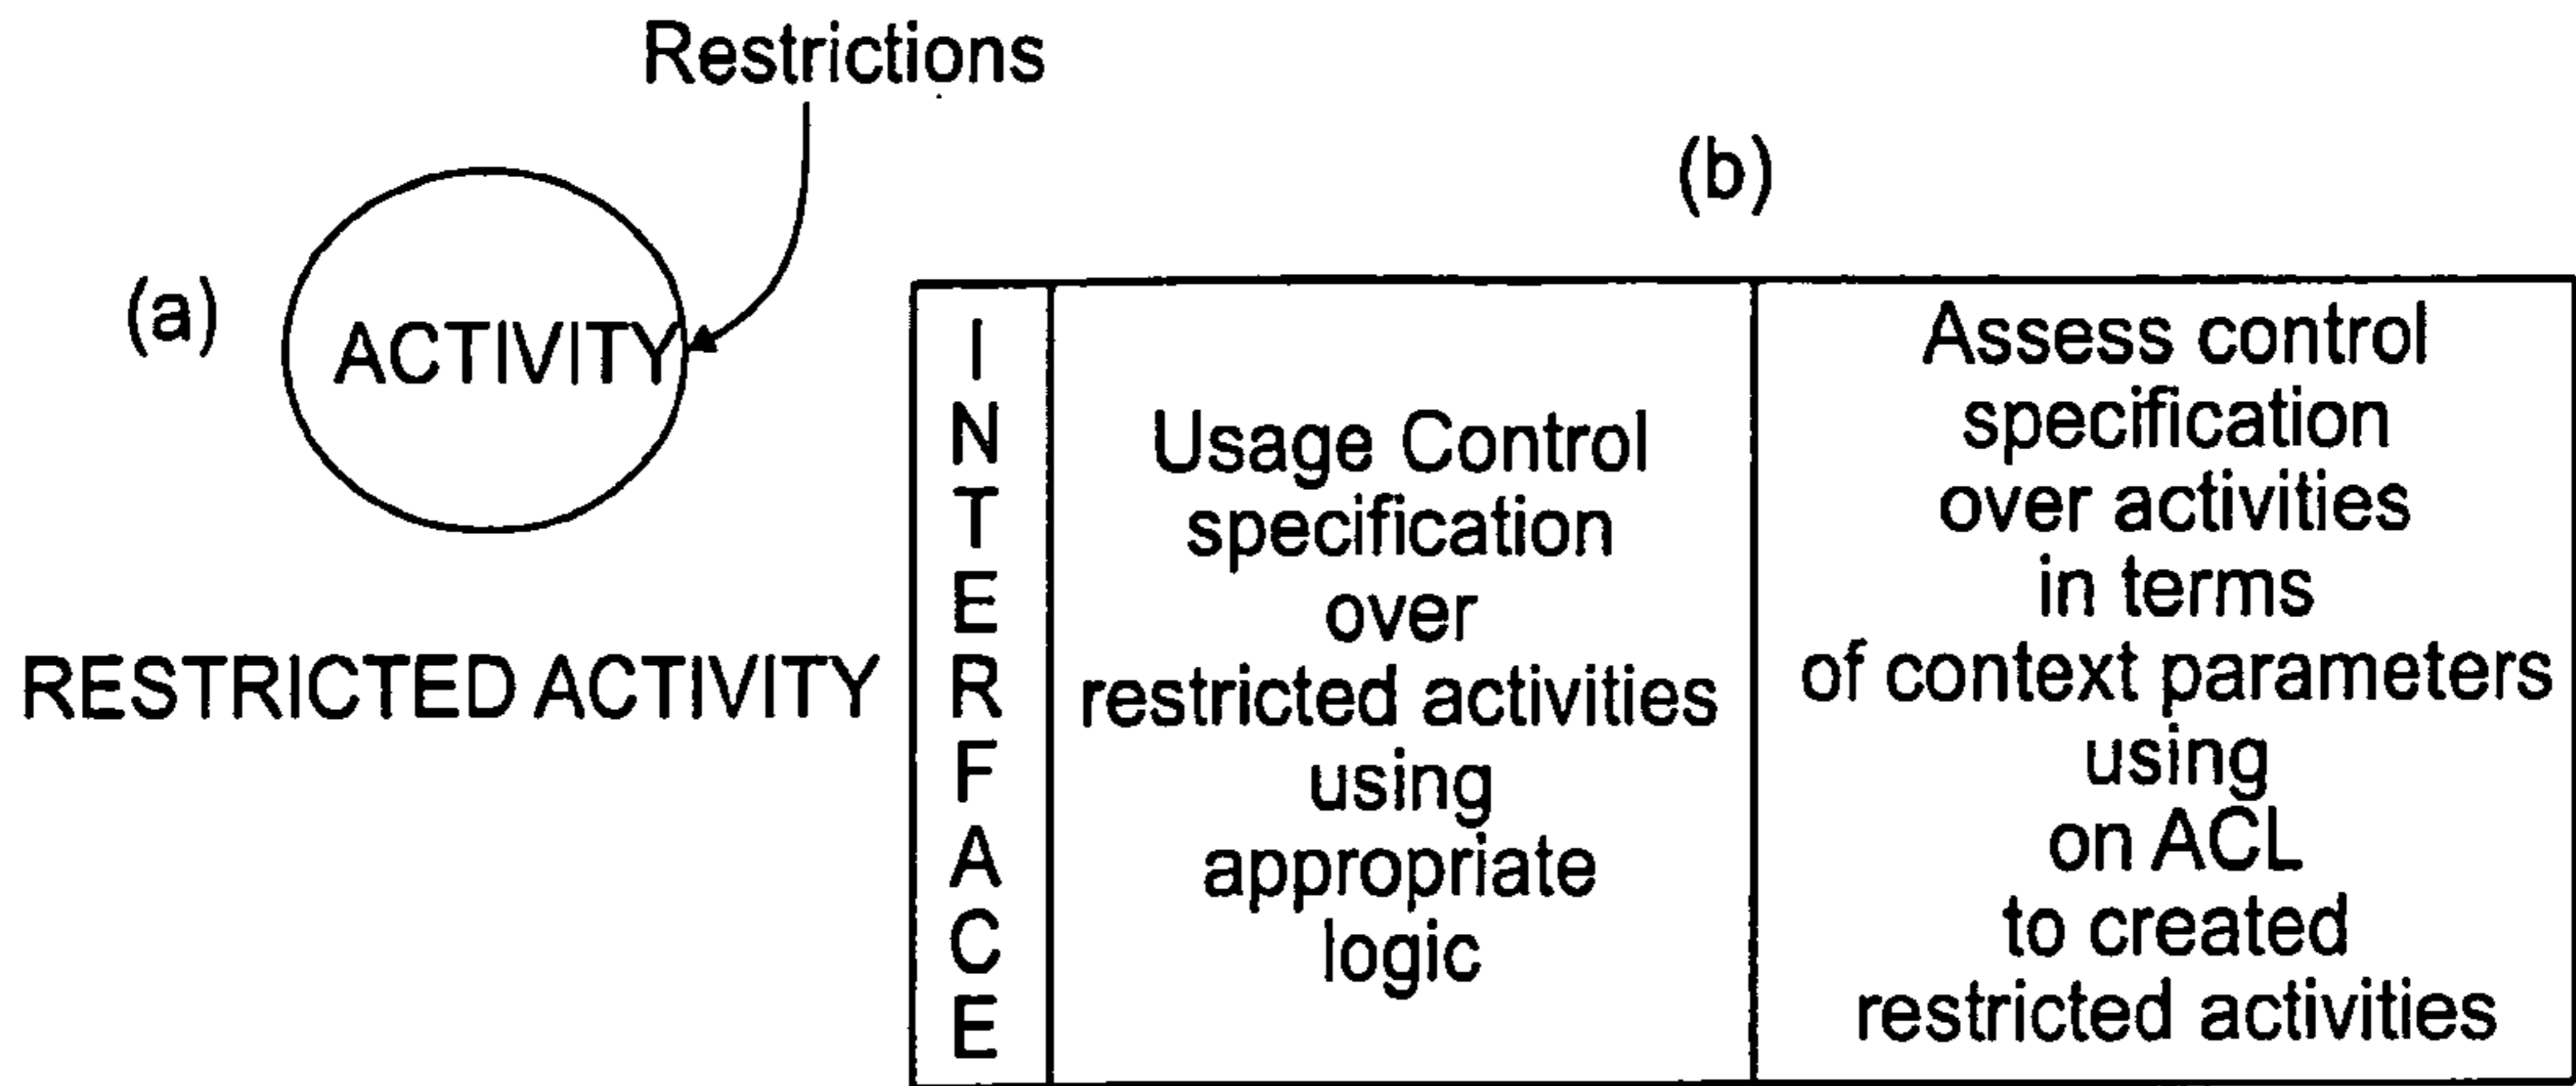 Restrictions
(a)
ACTIVITY
RESTRICTED ACTIVITY
(b)
INTERFACE
Usage Control
specification
over
restricted activities
using
appropriate
logic
Assess control
specification
over activities
in terms
of context parameters
using
on ACL
to created
restricted activities